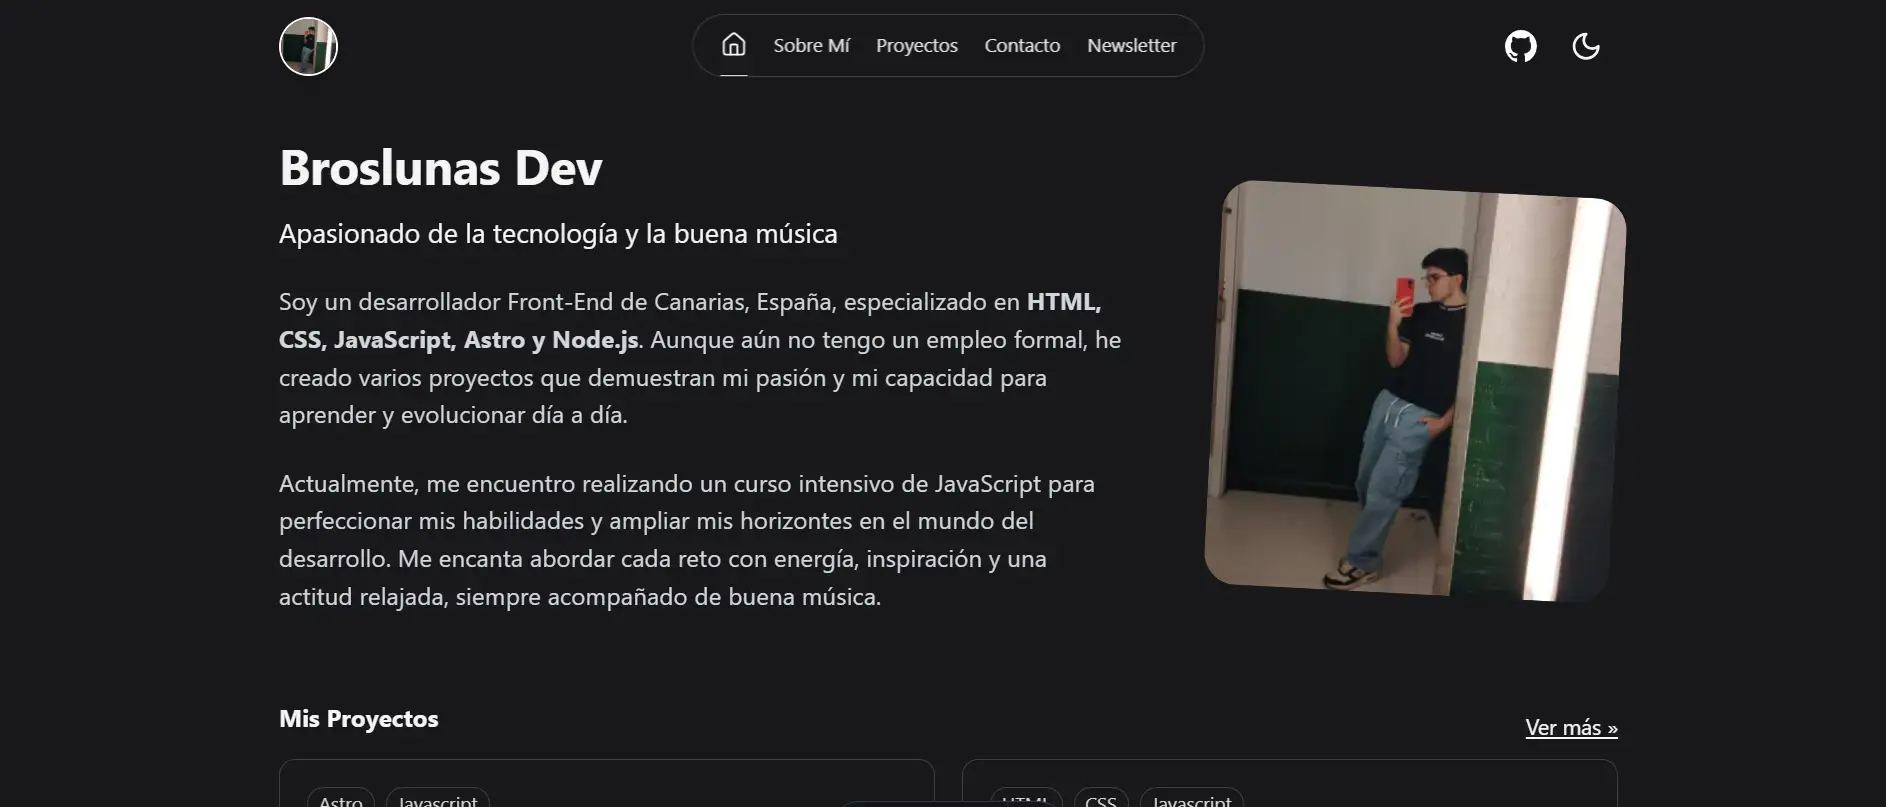 Sobre Mí Proyectos Contacto Newsletter
Broslunas Dev
Apasionado de la tecnología y la buena música
Soy un desarrollador Front-End de Canarias, España, especializado en HTML,
CSS, JavaScript, Astro y Node.js. Aunque aún no tengo un empleo formal, he
creado varios proyectos que demuestran mi pasión y mi capacidad para
aprender y evolucionar día a día.
Actualmente, me encuentro realizando un curso intensivo de JavaScript para
perfeccionar mis habilidades y ampliar mis horizontes en el mundo del
desarrollo. Me encanta abordar cada reto con energía, inspiración y una
actitud relajada, siempre acompañado de buena música.
Mis Proyectos
Ver más »
Astro Javascript HTML CSS Javascript